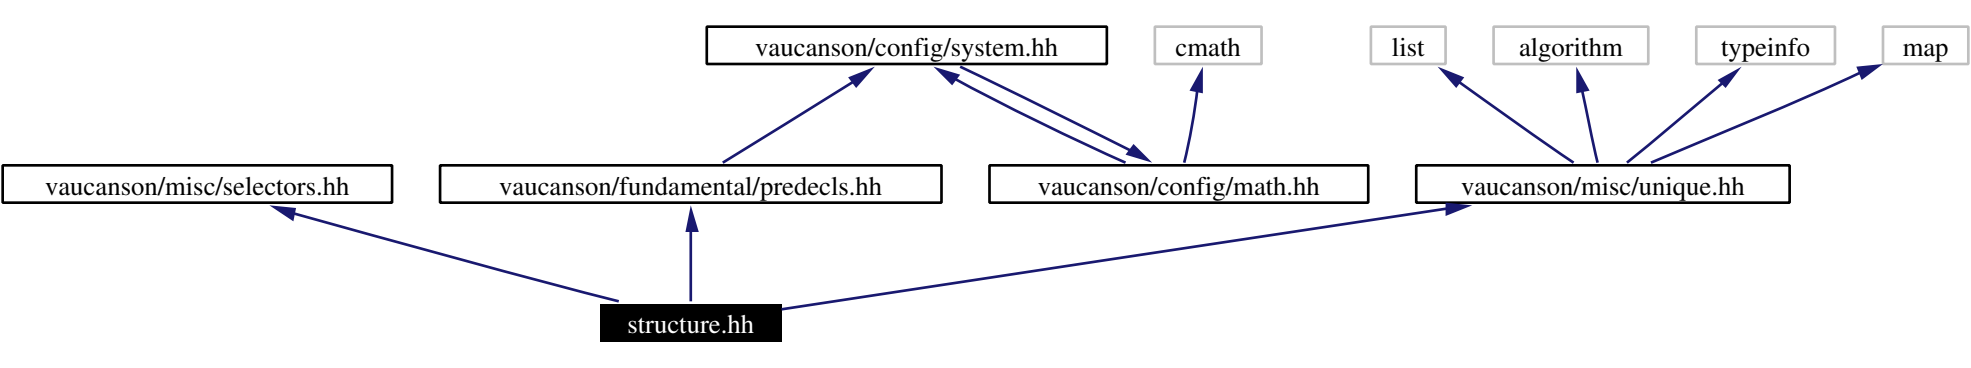 vaucanson/config/system.hh
cmath
list
algorithm
typeinfo
map
vaucanson/misc/selectors.hh
vaucanson/fundamental/predecls.hh
vaucanson/config/math.hh
vaucanson/misc/unique.hh
structure.hh